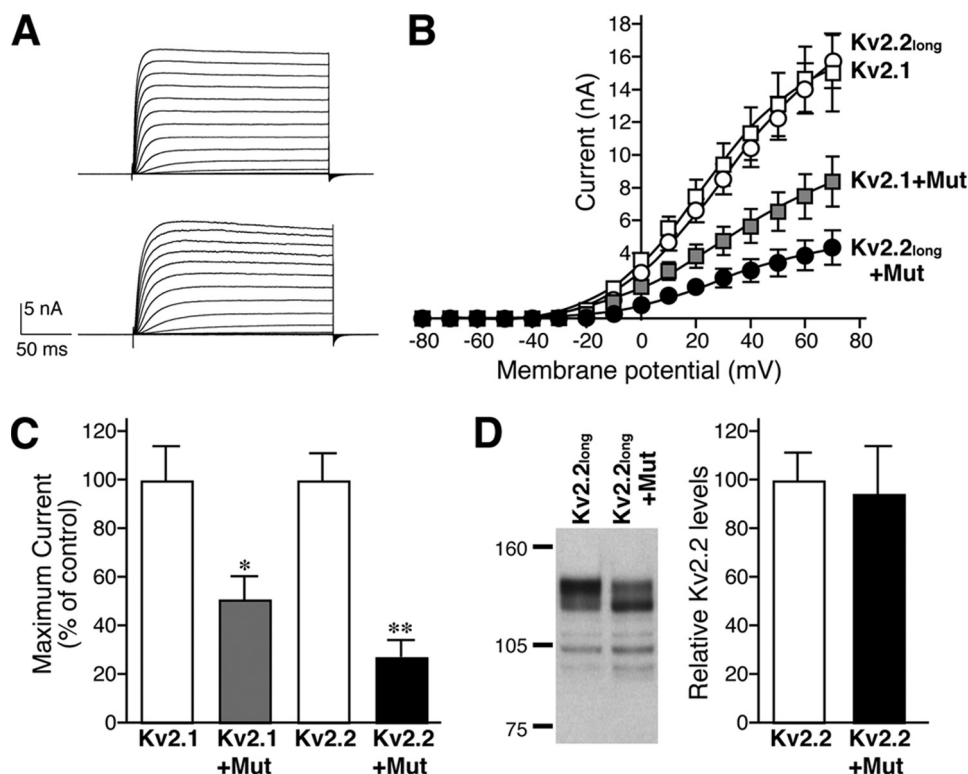 A
5 nA
50 ms
B
Current (nA)
18
16
14
12
10
8
6
4
-80 -60 -40 -20 0 20 40 60 80
Membrane potential (mV)
Kv2.2long
Kv2.1
Kv2.1+Mut
Kv2.2long
+Mut
C
Maximum Current
(% of control)
120
100
80
60
40
20
0
*
**
Kv2.1 Kv2.1 Kv2.2 Kv2.2
+Mut +Mut
D
Kv2.2long
Kv2.2long
+Mut
160
105
75
Relative Kv2.2 levels
120
100
80
60
40
20
0
Kv2.2 Kv2.2
+Mut